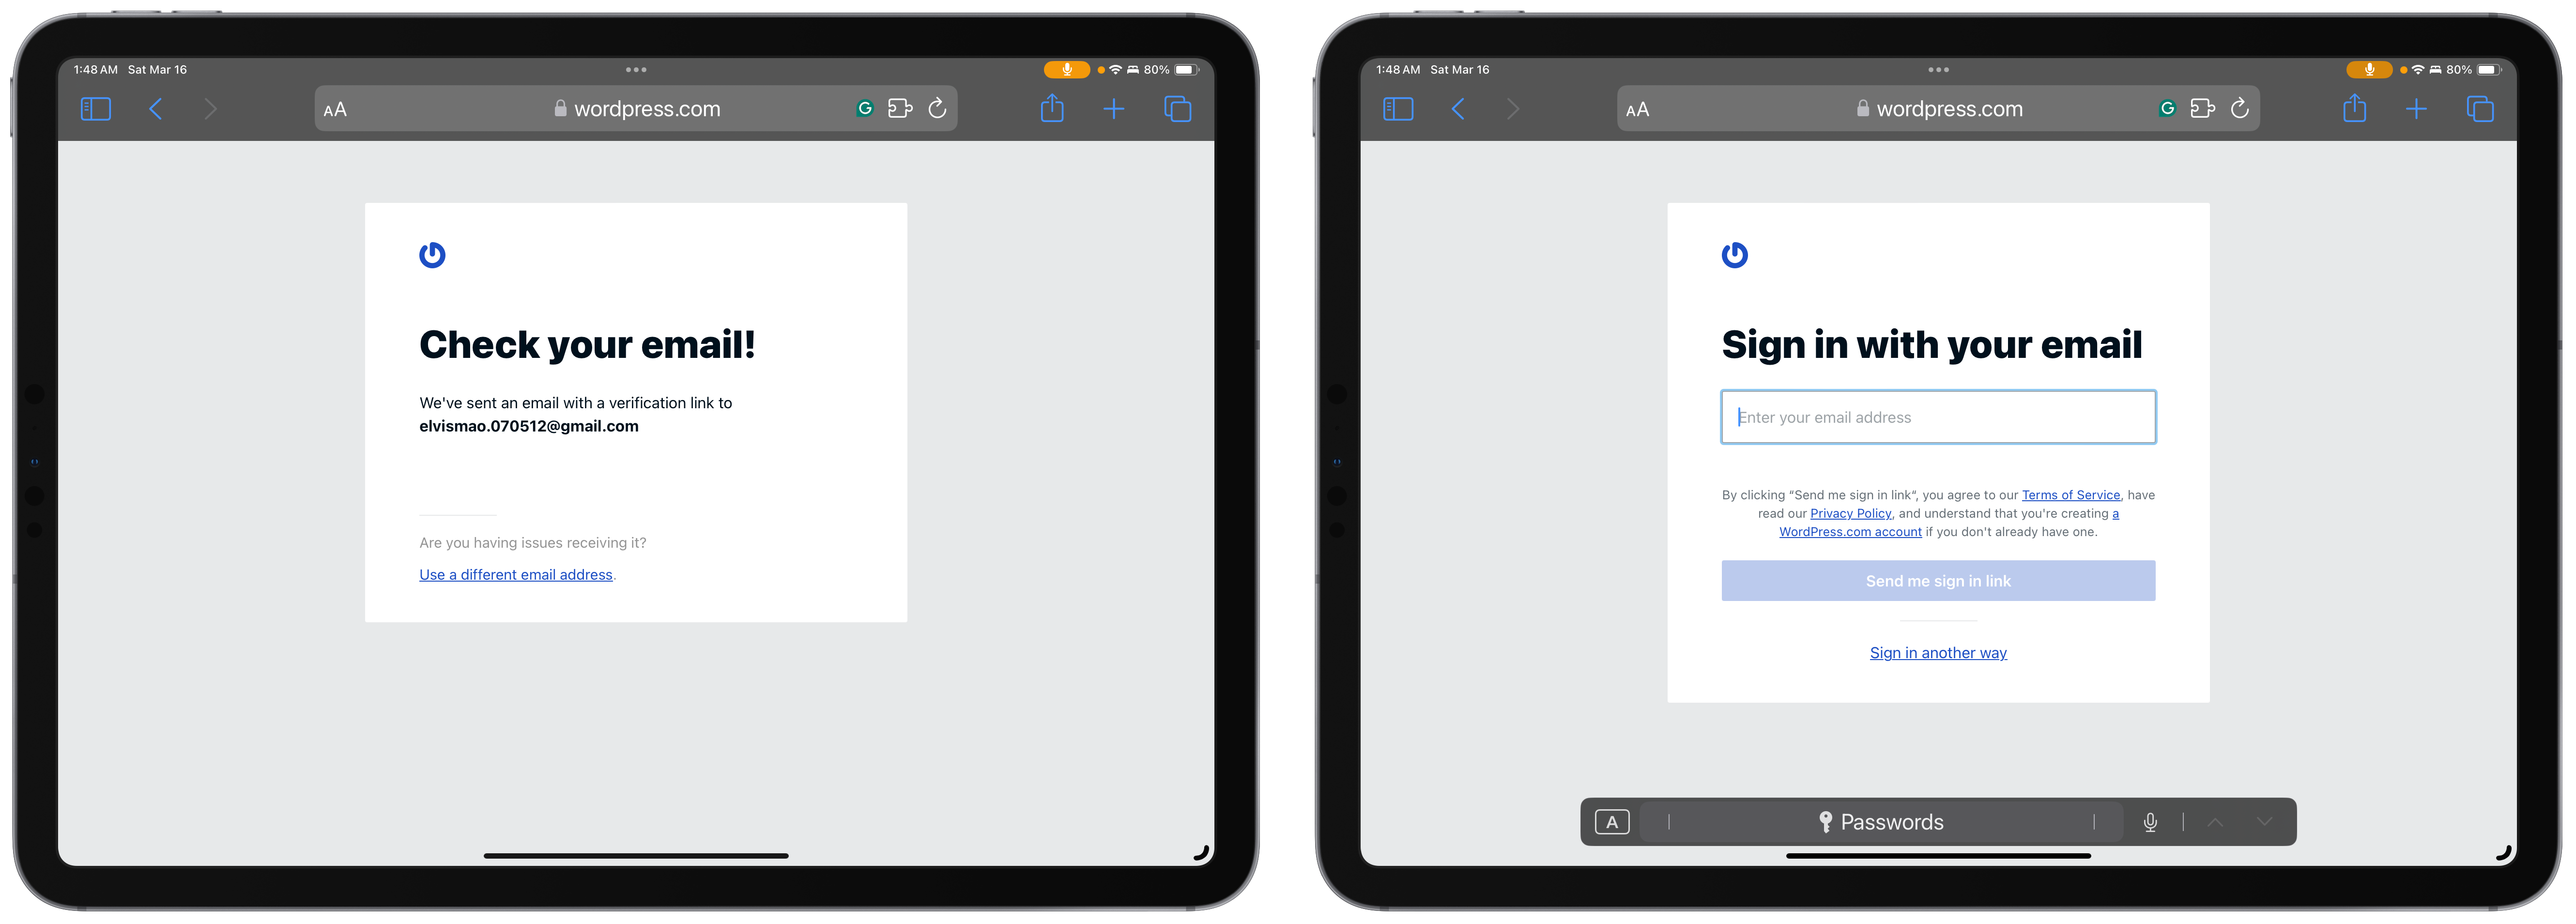 1:48 AM Sat Mar 16
80%
AA
wordpress.com
Check your email!
We've sent an email with a verification link to
elvismao.070512@gmail.com
Are you having issues receiving it?
Use a different email address.
1:48 AM Sat Mar 16
80%
AA
wordpress.com
Sign in with your email
Enter your email address
By clicking “Send me sign in link“, you agree to our Terms of Service, have
read our Privacy Policy, and understand that you're creating a
WordPress.com account if you don't already have one.
Send me sign in link
Sign in another way
A
Passwords